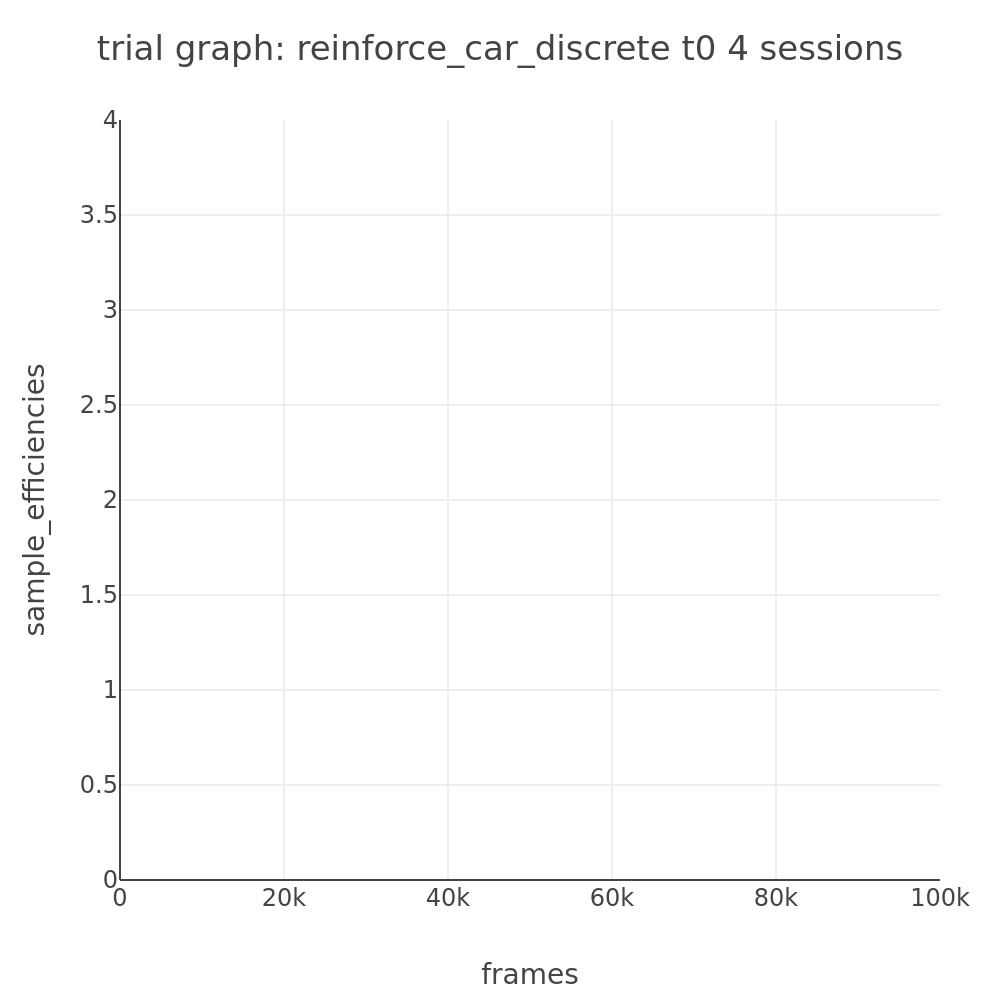 trial graph: reinforce_car_discrete t0 4 sessions
4
3.5
3
2.5
2
1.5
1
0.5
0
sample_efficiencies
0 20k 40k 60k 80k 100k
frames